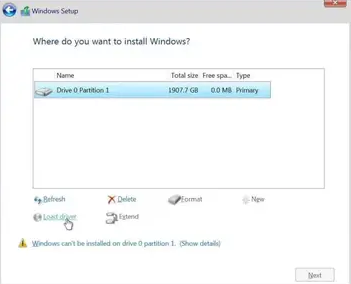 Windows Setup
Where do you want to install Windows?
Name Total size Free spa... Type
Drive 0 Partition 1 1907.7 GB 0.0 MB Primary
Refresh Delete Format New
Load driver Extend
Windows can't be installed on drive 0 partition 1. (Show details)
Next